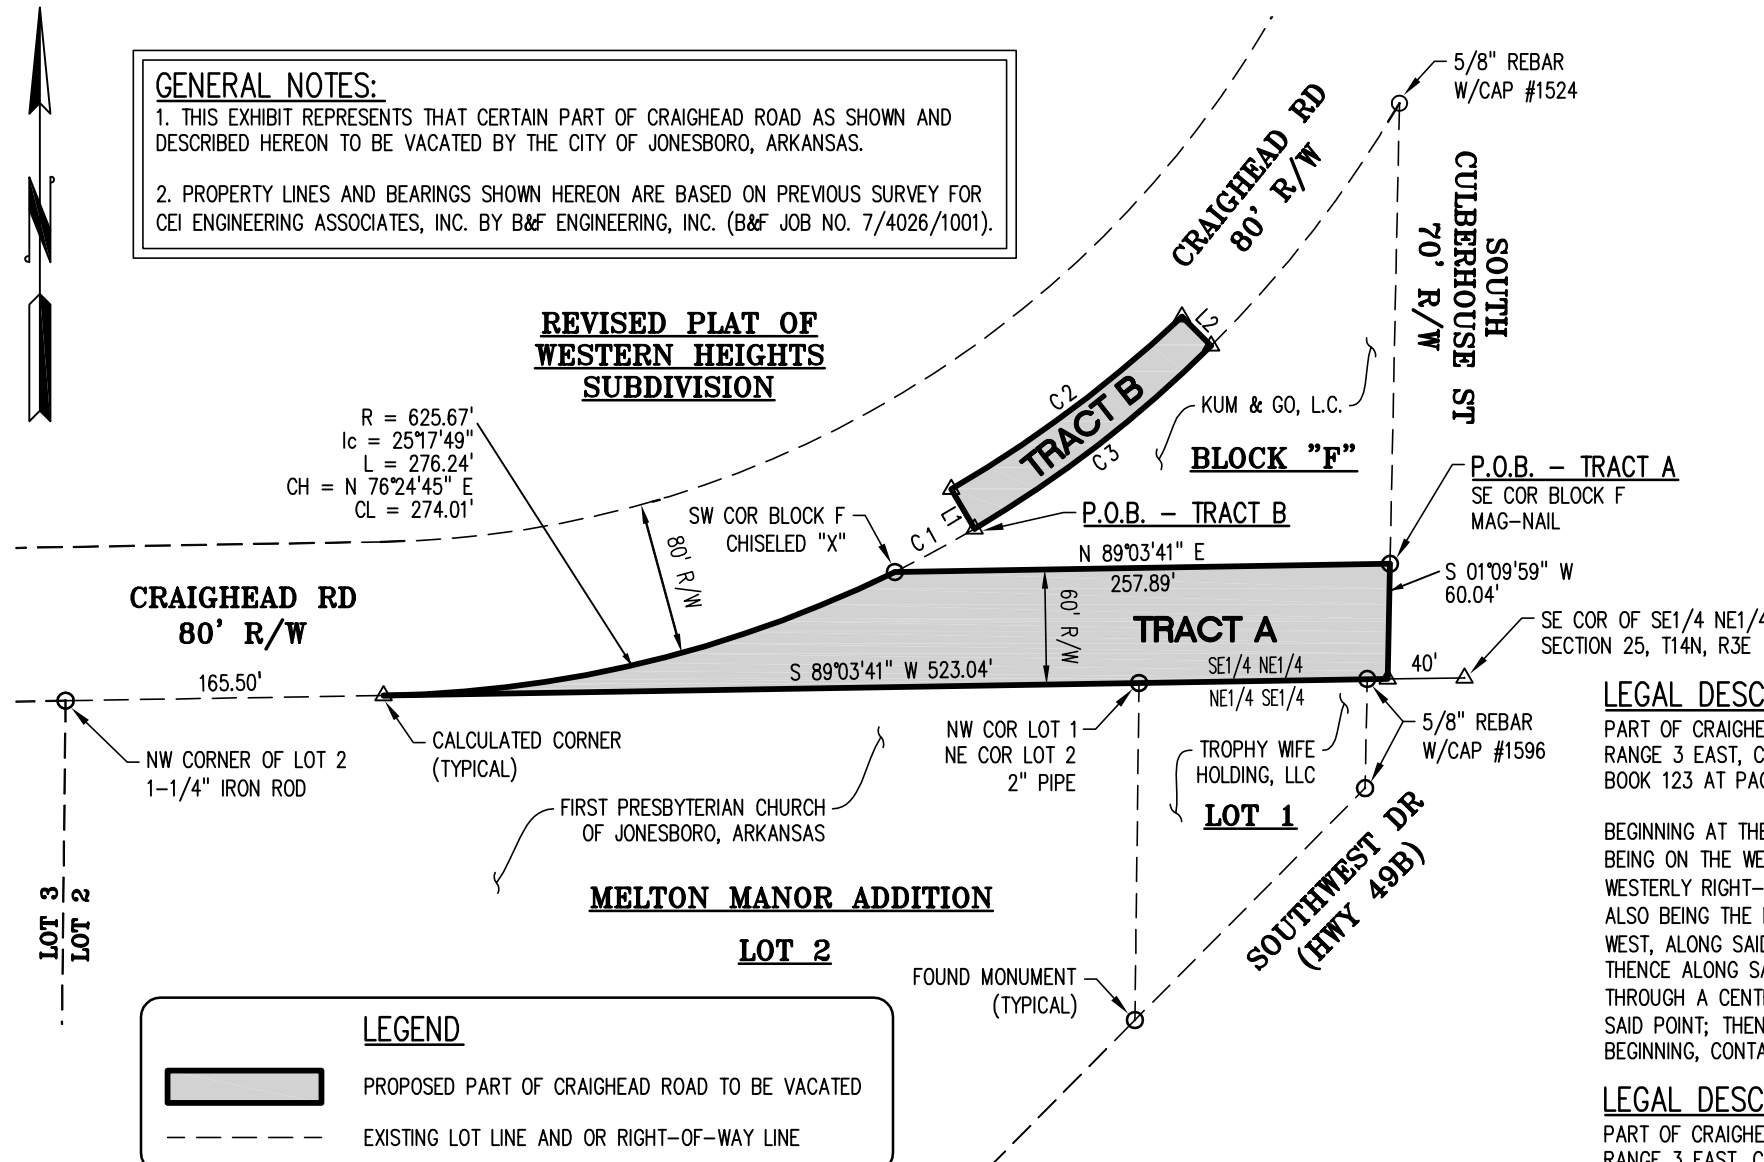 GENERAL NOTES:
1. THIS EXHIBIT REPRESENTS THAT CERTAIN PART OF CRAIGHEAD ROAD AS SHOWN AND
DESCRIBED HEREON TO BE VACATED BY THE CITY OF JONESBORO, ARKANSAS.
2. PROPERTY LINES AND BEARINGS SHOWN HEREON ARE BASED ON PREVIOUS SURVEY FOR
CEI ENGINEERING ASSOCIATES, INC. BY B&F ENGINEERING, INC. (B&F JOB NO. 7/4026/1001).
N
5/8" REBAR
W/CAP #1524
CRAIGHEAD RD
80' R/W
SOUTH
CULBERHOUSE ST
70' R/W
REVISED PLAT OF
WESTERN HEIGHTS
SUBDIVISION
R = 625.67'
Ic = 25°17'49"
L = 276.24'
CH = N 76°24'45" E
CL = 274.01'
L2
C2
TRACT B
C3
L1
C1
KUM & GO, L.C.
BLOCK "F"
P.O.B. - TRACT A
SE COR BLOCK F
MAG-NAIL
P.O.B. - TRACT B
SW COR BLOCK F
CHISELED "X"
80' R/W
N 89°03'41" E
257.89'
60' R/W
TRACT A
S 01°09'59" W
60.04'
SE COR OF SE1/4 NE1/4
SECTION 25, T14N, R3E
40'
CRAIGHEAD RD
80' R/W
165.50'
S 89°03'41" W 523.04'
SE1/4 NE1/4
NE1/4 SE1/4
NW CORNER OF LOT 2
1-1/4" IRON ROD
CALCULATED CORNER
(TYPICAL)
NW COR LOT 1
NE COR LOT 2
2" PIPE
TROPHY WIFE
HOLDING, LLC
LOT 1
5/8" REBAR
W/CAP #1596
FIRST PRESBYTERIAN CHURCH
OF JONESBORO, ARKANSAS
MELTON MANOR ADDITION
LOT 2
LOT 3
LOT 2
SOUTHWEST DR
(HWY 49B)
FOUND MONUMENT
(TYPICAL)
LEGEND
PROPOSED PART OF CRAIGHEAD ROAD TO BE VACATED
EXISTING LOT LINE AND OR RIGHT-OF-WAY LINE
LEGAL DESC
PART OF CRAIGHE
RANGE 3 EAST, C
BOOK 123 AT PAG
BEGINNING AT THE
BEING ON THE WE
WESTERLY RIGHT-
ALSO BEING THE
WEST, ALONG SAID
THENCE ALONG SA
THROUGH A CENT
SAID POINT; THEN
BEGINNING, CONTA
LEGAL DESC
PART OF CRAIGHE
RANGE 3 EAST, C